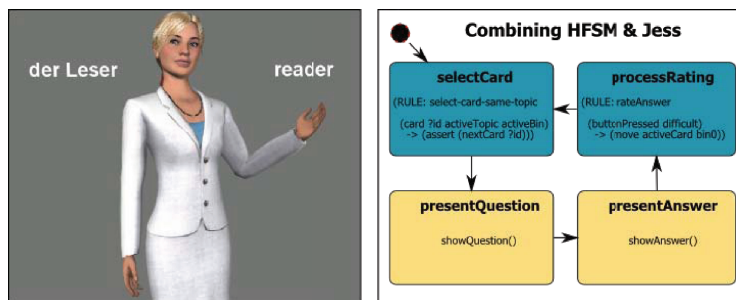 der Leser
reader
Combining HFSM & Jess
selectCard
(RULE: select-card-same-topic
(card ?id activeTopic activeBin)
-> (assert (nextCard ?id)))
processRating
(RULE: rateAnswer
(buttonPressed difficult)
-> (move activeCard bin0))
presentQuestion
showQuestion()
presentAnswer
showAnswer()